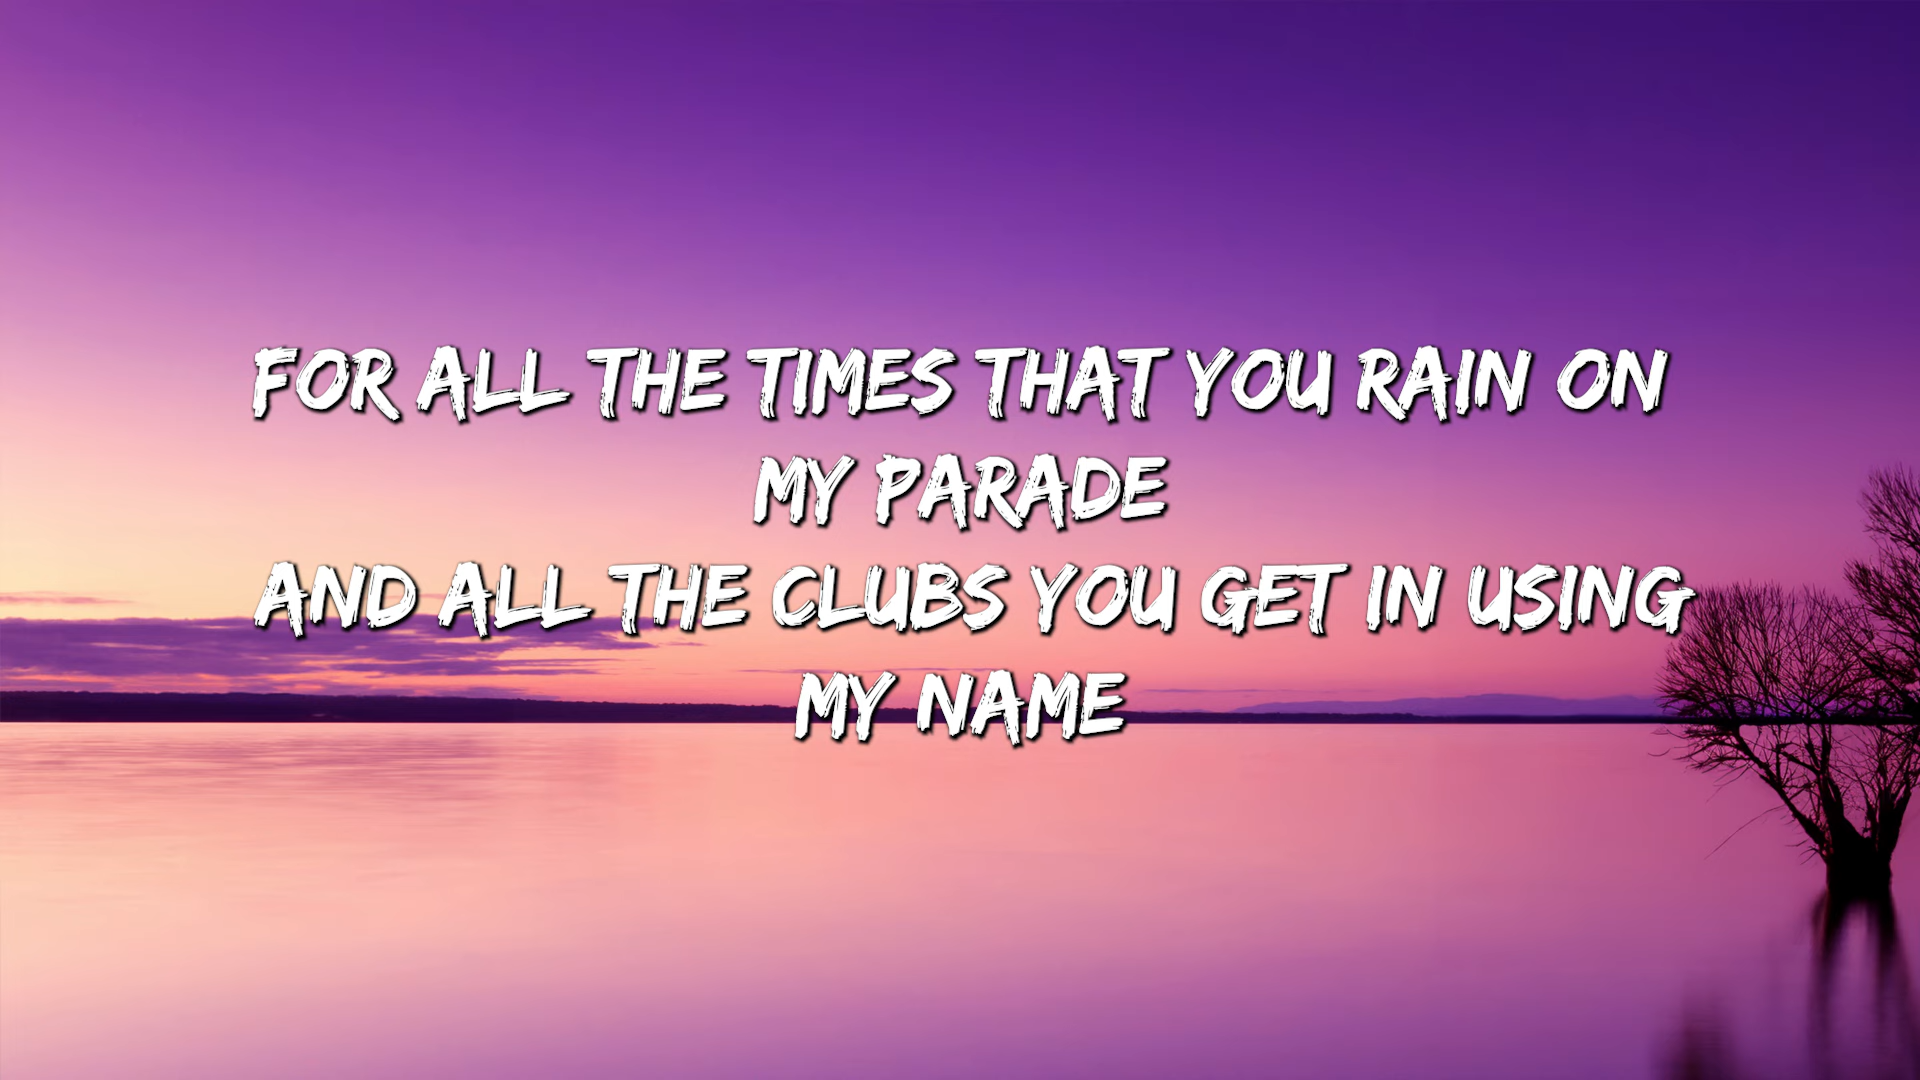 FOR ALL THE TIMES THAT YOU RAIN ON
MY PARADE
AND ALL THE CLUBS YOU GET IN USING
MY NAME